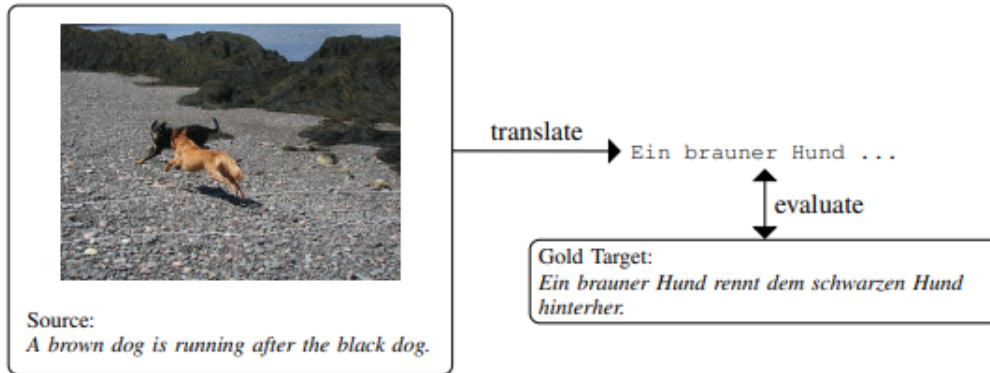 Source:
A brown dog is running after the black dog.
translate
Ein brauner Hund ...
evaluate
Gold Target:
Ein brauner Hund rennt dem schwarzen Hund
hinterher.